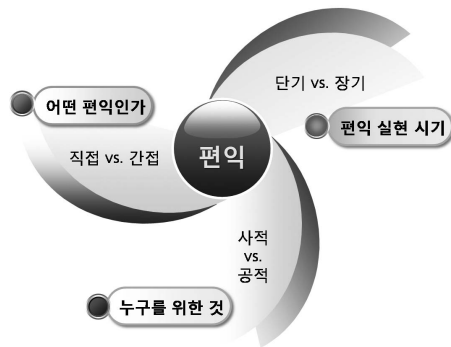 단기 vs. 장기
어떤 편익인가
편익 실현 시기
직접 vs. 간접
편익
사적
vs.
공적
누구를 위한 것